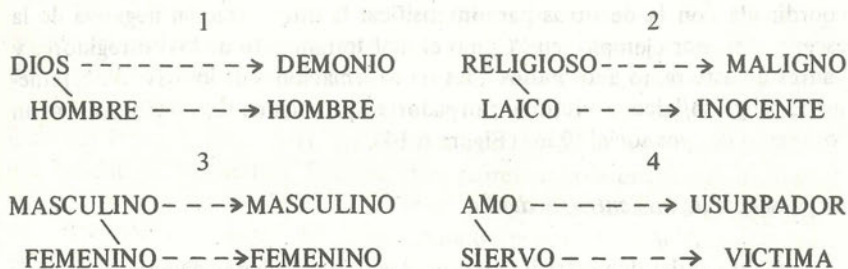 1 2
DIOS - - - - - -> DEMONIO RELIGIOSO - - - - -> MALIGNO
HOMBRE - - - -> HOMBRE LAICO - - - - -> INOCENTE
3 4
MASCULINO - - - -> MASCULINO AMO - - - - - -> USURPADOR
FEMENINO - - - -> FEMENINO SIERVO - - - - - -> VICTIMA